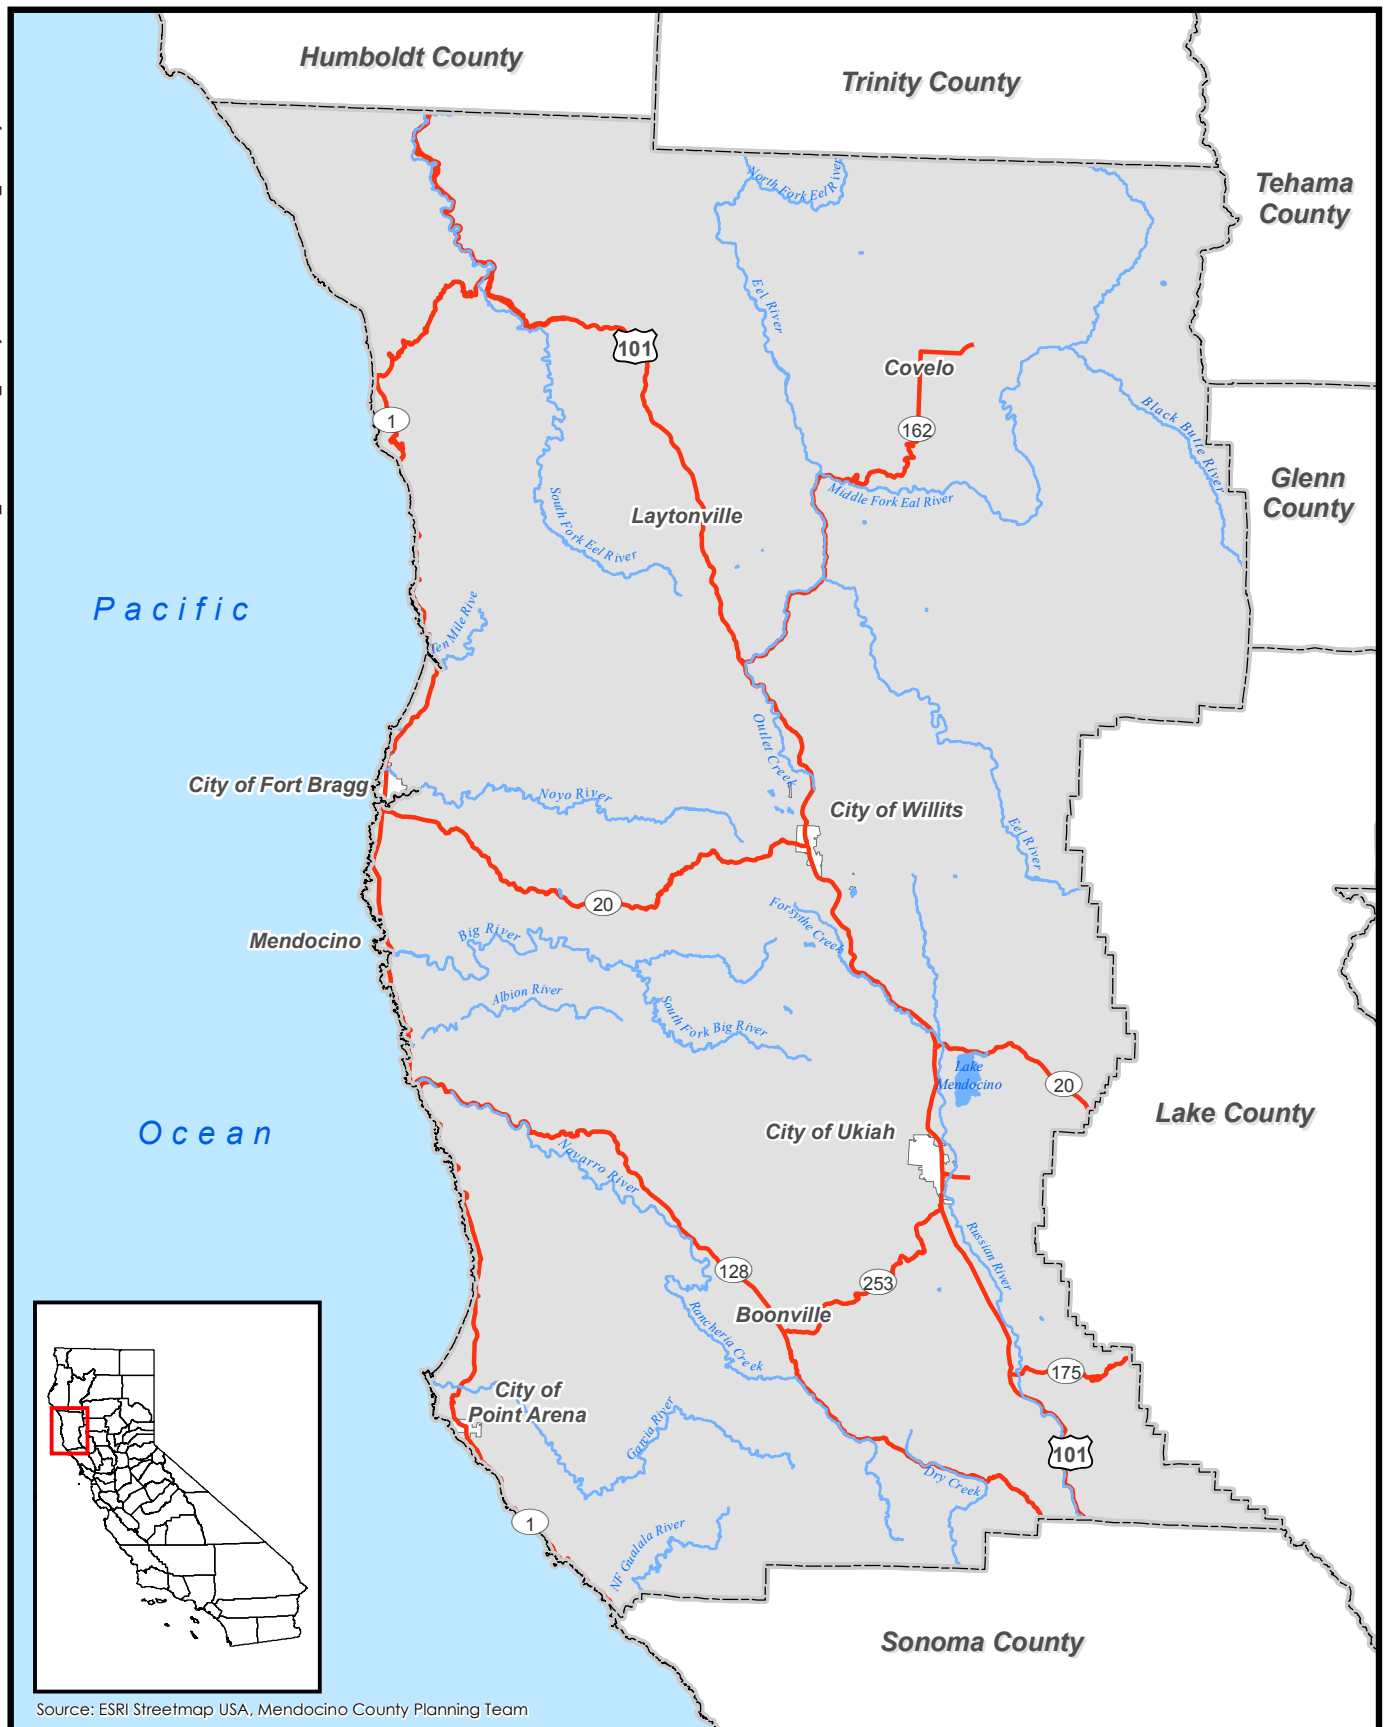 Humboldt County
Trinity County
Tehama
County
North Fork Eel River
Eel River
101
Covelo
1
162
Black Butte River
Glenn
County
Middle Fork Eal River
South Fork Eel River
Laytonville
Pacific
Ten Mile Rive
Outlet Creek
City of Fort Bragg
Noyo River
City of Willits
Eel River
20
Forsythe Creek
Mendocino
Big River
Albion River
South Fork Big River
Lake
Mendocino
20
Lake County
Ocean
City of Ukiah
Navarro River
Russian River
128
253
Boonville
Rancheria Creek
175
City of
Point Arena
Garcia River
101
Dry Creek
1
NF Gualala River
Sonoma County
Source: ESRI Streetmap USA, Mendocino County Planning Team